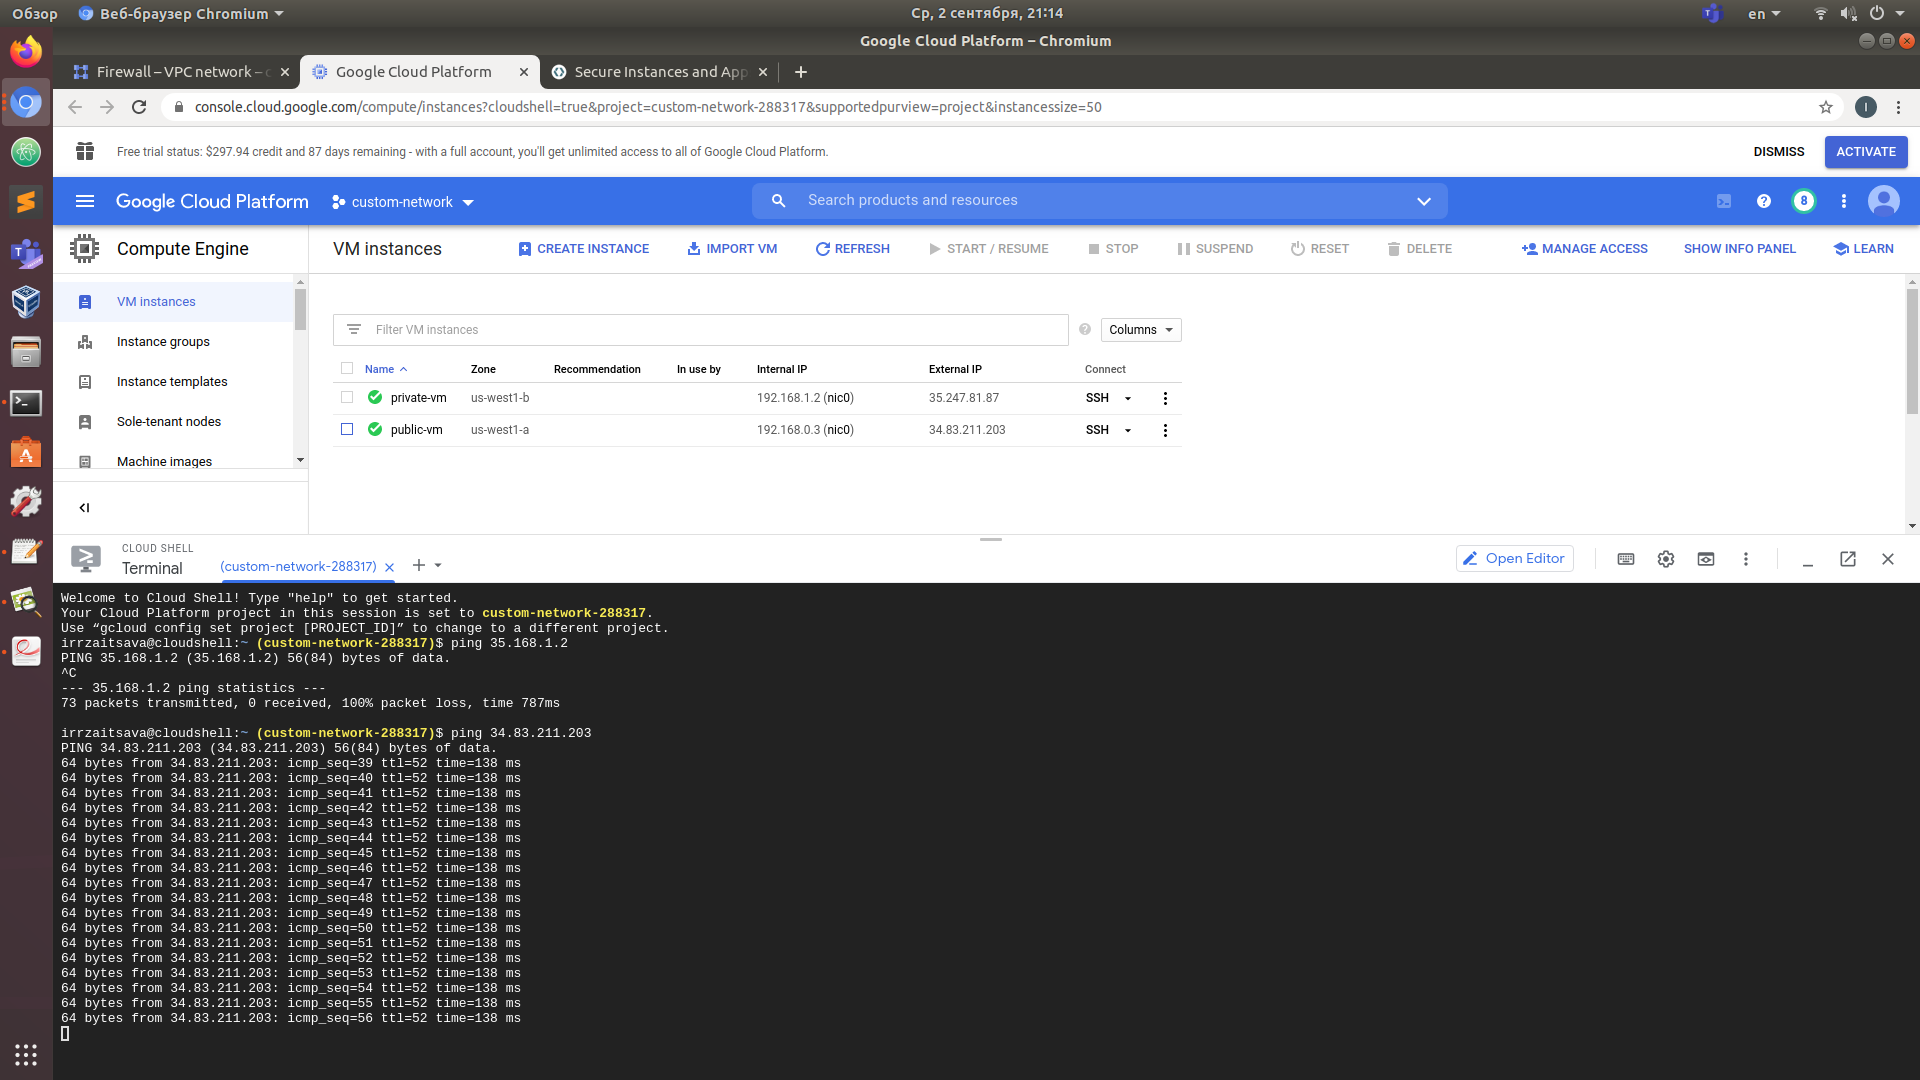 Обзор Веб-браузер Chromium Ср, 2 сентября, 21:14 en
Google Cloud Platform – Chromium
Firewall – VPC network – Google Cloud Platform Secure Instances and App
console.cloud.google.com/compute/instances?cloudshell=true&project=custom-network-288317&supportedpurview=project&instancessize=50 I
Free trial status: $297.94 credit and 87 days remaining - with a full account, you'll get unlimited access to all of Google Cloud Platform. DISMISS ACTIVATE
Google Cloud Platform custom-network Search products and resources 8
Compute Engine VM instances CREATE INSTANCE IMPORT VM REFRESH START / RESUME STOP SUSPEND RESET DELETE MANAGE ACCESS SHOW INFO PANEL LEARN
VM instances
Instance groups
Instance templates
Sole-tenant nodes
Machine images
Filter VM instances Columns
Name Zone Recommendation In use by Internal IP External IP Connect
private-vm us-west1-b 192.168.1.2 (nic0) 35.247.81.87 SSH
public-vm us-west1-a 192.168.0.3 (nic0) 34.83.211.203 SSH
CLOUD SHELL
Terminal (custom-network-288317) Open Editor
Welcome to Cloud Shell! Type "help" to get started.
Your Cloud Platform project in this session is set to custom-network-288317.
Use “gcloud config set project [PROJECT_ID]” to change to a different project.
irrzaitsava@cloudshell:~ (custom-network-288317)$ ping 35.168.1.2
PING 35.168.1.2 (35.168.1.2) 56(84) bytes of data.
^C
--- 35.168.1.2 ping statistics ---
73 packets transmitted, 0 received, 100% packet loss, time 787ms
irrzaitsava@cloudshell:~ (custom-network-288317)$ ping 34.83.211.203
PING 34.83.211.203 (34.83.211.203) 56(84) bytes of data.
64 bytes from 34.83.211.203: icmp_seq=39 ttl=52 time=138 ms
64 bytes from 34.83.211.203: icmp_seq=40 ttl=52 time=138 ms
64 bytes from 34.83.211.203: icmp_seq=41 ttl=52 time=138 ms
64 bytes from 34.83.211.203: icmp_seq=42 ttl=52 time=138 ms
64 bytes from 34.83.211.203: icmp_seq=43 ttl=52 time=138 ms
64 bytes from 34.83.211.203: icmp_seq=44 ttl=52 time=138 ms
64 bytes from 34.83.211.203: icmp_seq=45 ttl=52 time=138 ms
64 bytes from 34.83.211.203: icmp_seq=46 ttl=52 time=138 ms
64 bytes from 34.83.211.203: icmp_seq=47 ttl=52 time=138 ms
64 bytes from 34.83.211.203: icmp_seq=48 ttl=52 time=138 ms
64 bytes from 34.83.211.203: icmp_seq=49 ttl=52 time=138 ms
64 bytes from 34.83.211.203: icmp_seq=50 ttl=52 time=138 ms
64 bytes from 34.83.211.203: icmp_seq=51 ttl=52 time=138 ms
64 bytes from 34.83.211.203: icmp_seq=52 ttl=52 time=138 ms
64 bytes from 34.83.211.203: icmp_seq=53 ttl=52 time=138 ms
64 bytes from 34.83.211.203: icmp_seq=54 ttl=52 time=138 ms
64 bytes from 34.83.211.203: icmp_seq=55 ttl=52 time=138 ms
64 bytes from 34.83.211.203: icmp_seq=56 ttl=52 time=138 ms